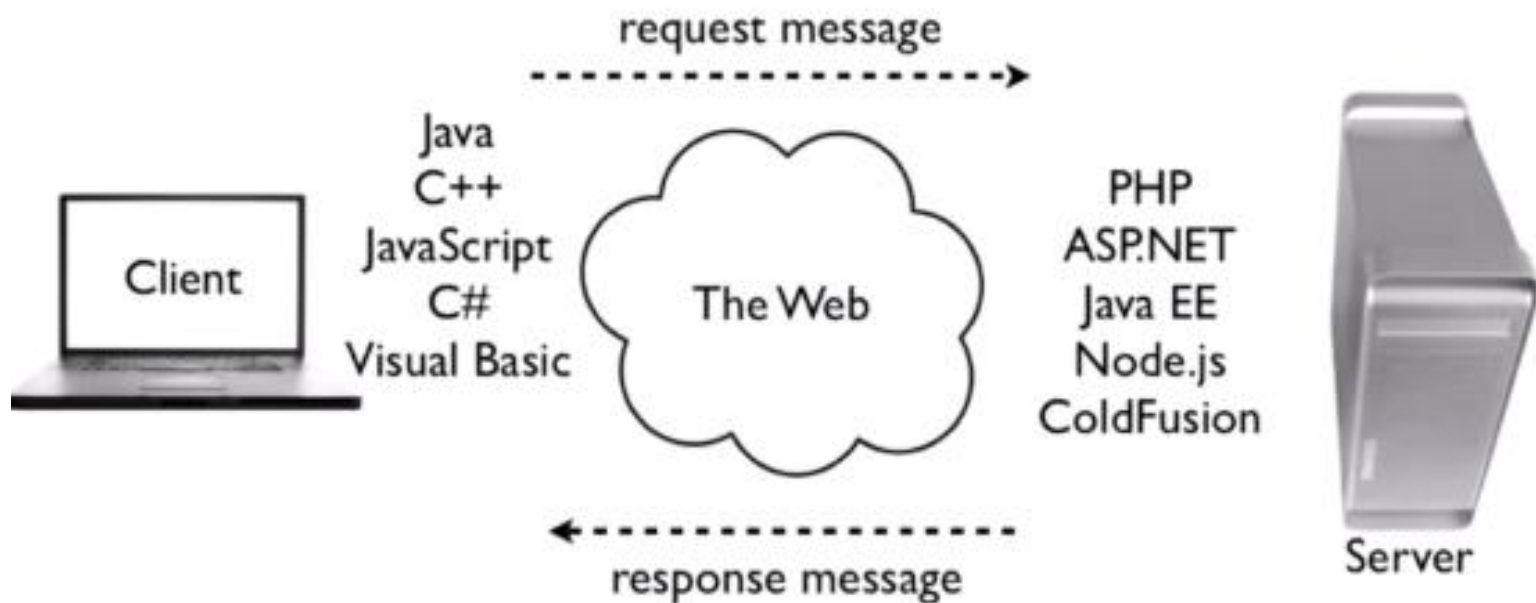 request message
Java
C++
JavaScript
C#
Visual Basic
Client
The Web
PHP
ASP.NET
Java EE
Node.js
ColdFusion
Server
response message